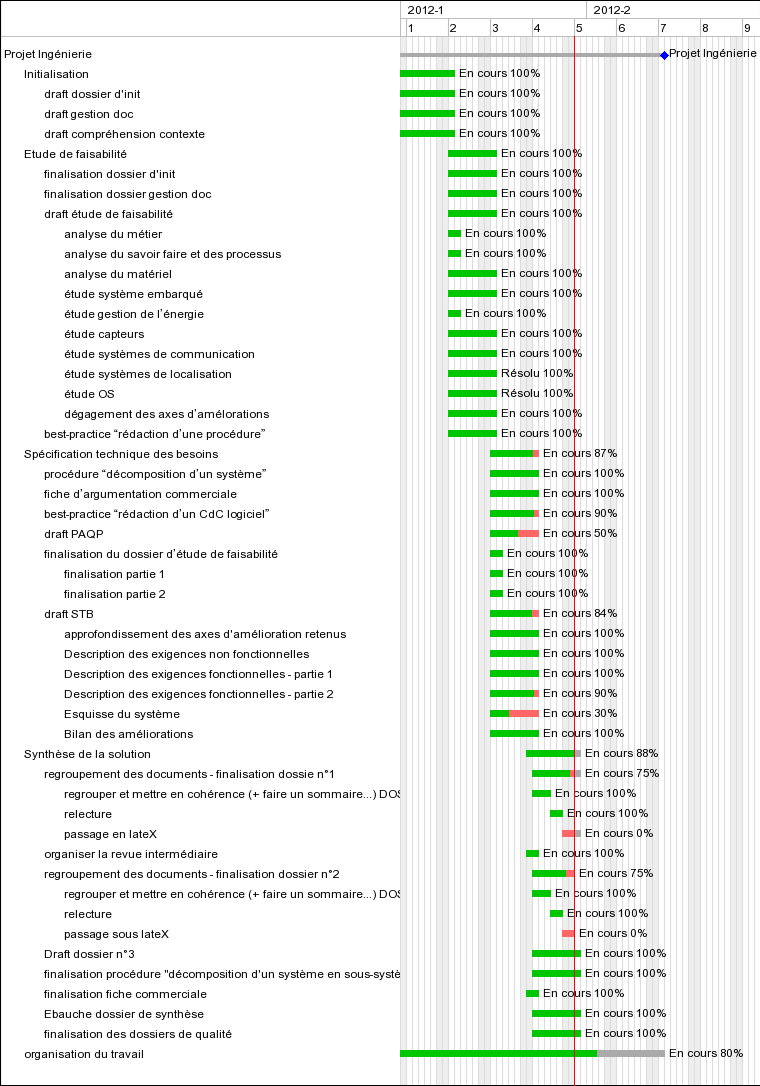 2012-1 2012-2
1 2 3 4 5 6 7 8 9
Projet Ingénierie Projet Ingénierie
Initialisation En cours 100%
draft dossier d'init En cours 100%
draft gestion doc En cours 100%
draft compréhension contexte En cours 100%
Etude de faisabilité En cours 100%
finalisation dossier d'init En cours 100%
finalisation dossier gestion doc En cours 100%
draft étude de faisabilité En cours 100%
analyse du métier En cours 100%
analyse du savoir faire et des processus En cours 100%
analyse du matériel En cours 100%
étude système embarqué En cours 100%
étude gestion de l’énergie En cours 100%
étude capteurs En cours 100%
étude systèmes de communication En cours 100%
étude systèmes de localisation Résolu 100%
étude OS Résolu 100%
dégagement des axes d’amélorations En cours 100%
best-practice “rédaction d’une procédure” En cours 100%
Spécification technique des besoins En cours 87%
procédure “décomposition d’un système” En cours 100%
fiche d’argumentation commerciale En cours 100%
best-practice “rédaction d’un CdC logiciel” En cours 90%
draft PAQP En cours 50%
finalisation du dossier d’étude de faisabilité En cours 100%
finalisation partie 1 En cours 100%
finalisation partie 2 En cours 100%
draft STB En cours 84%
approfondissement des axes d'amélioration retenus En cours 100%
Description des exigences non fonctionnelles En cours 100%
Description des exigences fonctionnelles - partie 1 En cours 100%
Description des exigences fonctionnelles - partie 2 En cours 90%
Esquisse du système En cours 30%
Bilan des améliorations En cours 100%
Synthèse de la solution En cours 88%
regroupement des documents - finalisation dossie n°1 En cours 75%
regrouper et mettre en cohérence (+ faire un sommaire...) DOS En cours 100%
relecture En cours 100%
passage en lateX En cours 0%
organiser la revue intermédiaire En cours 100%
regroupement des documents - finalisation dossier n°2 En cours 75%
regrouper et mettre en cohérence (+ faire un sommaire...) DOS En cours 100%
relecture En cours 100%
passage sous lateX En cours 0%
Draft dossier n°3 En cours 100%
finalisation procédure "décomposition d'un système en sous-systè En cours 100%
finalisation fiche commerciale En cours 100%
Ebauche dossier de synthèse En cours 100%
finalisation des dossiers de qualité En cours 100%
organisation du travail En cours 80%